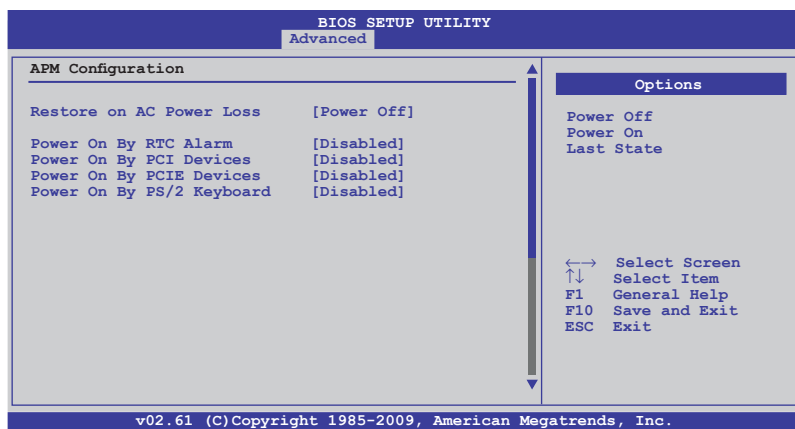 BIOS SETUP UTILITY
Advanced
APM Configuration
Restore on AC Power Loss [Power Off]
Power On By RTC Alarm [Disabled]
Power On By PCI Devices [Disabled]
Power On By PCIE Devices [Disabled]
Power On By PS/2 Keyboard [Disabled]
Options
Power Off
Power On
Last State
←→ Select Screen
↑↓ Select Item
F1 General Help
F10 Save and Exit
ESC Exit
v02.61 (C)Copyright 1985-2009, American Megatrends, Inc.